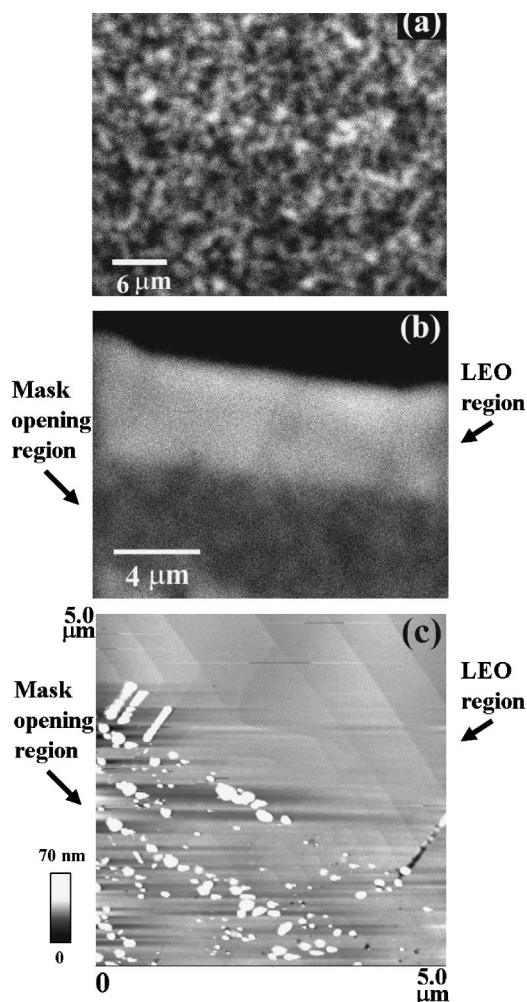 (a)
6 μm
(b)
Mask
opening
region
LEO
region
4 μm
5.0
μm
(c)
Mask
opening
region
LEO
region
70 nm
0
0
5.0
μm